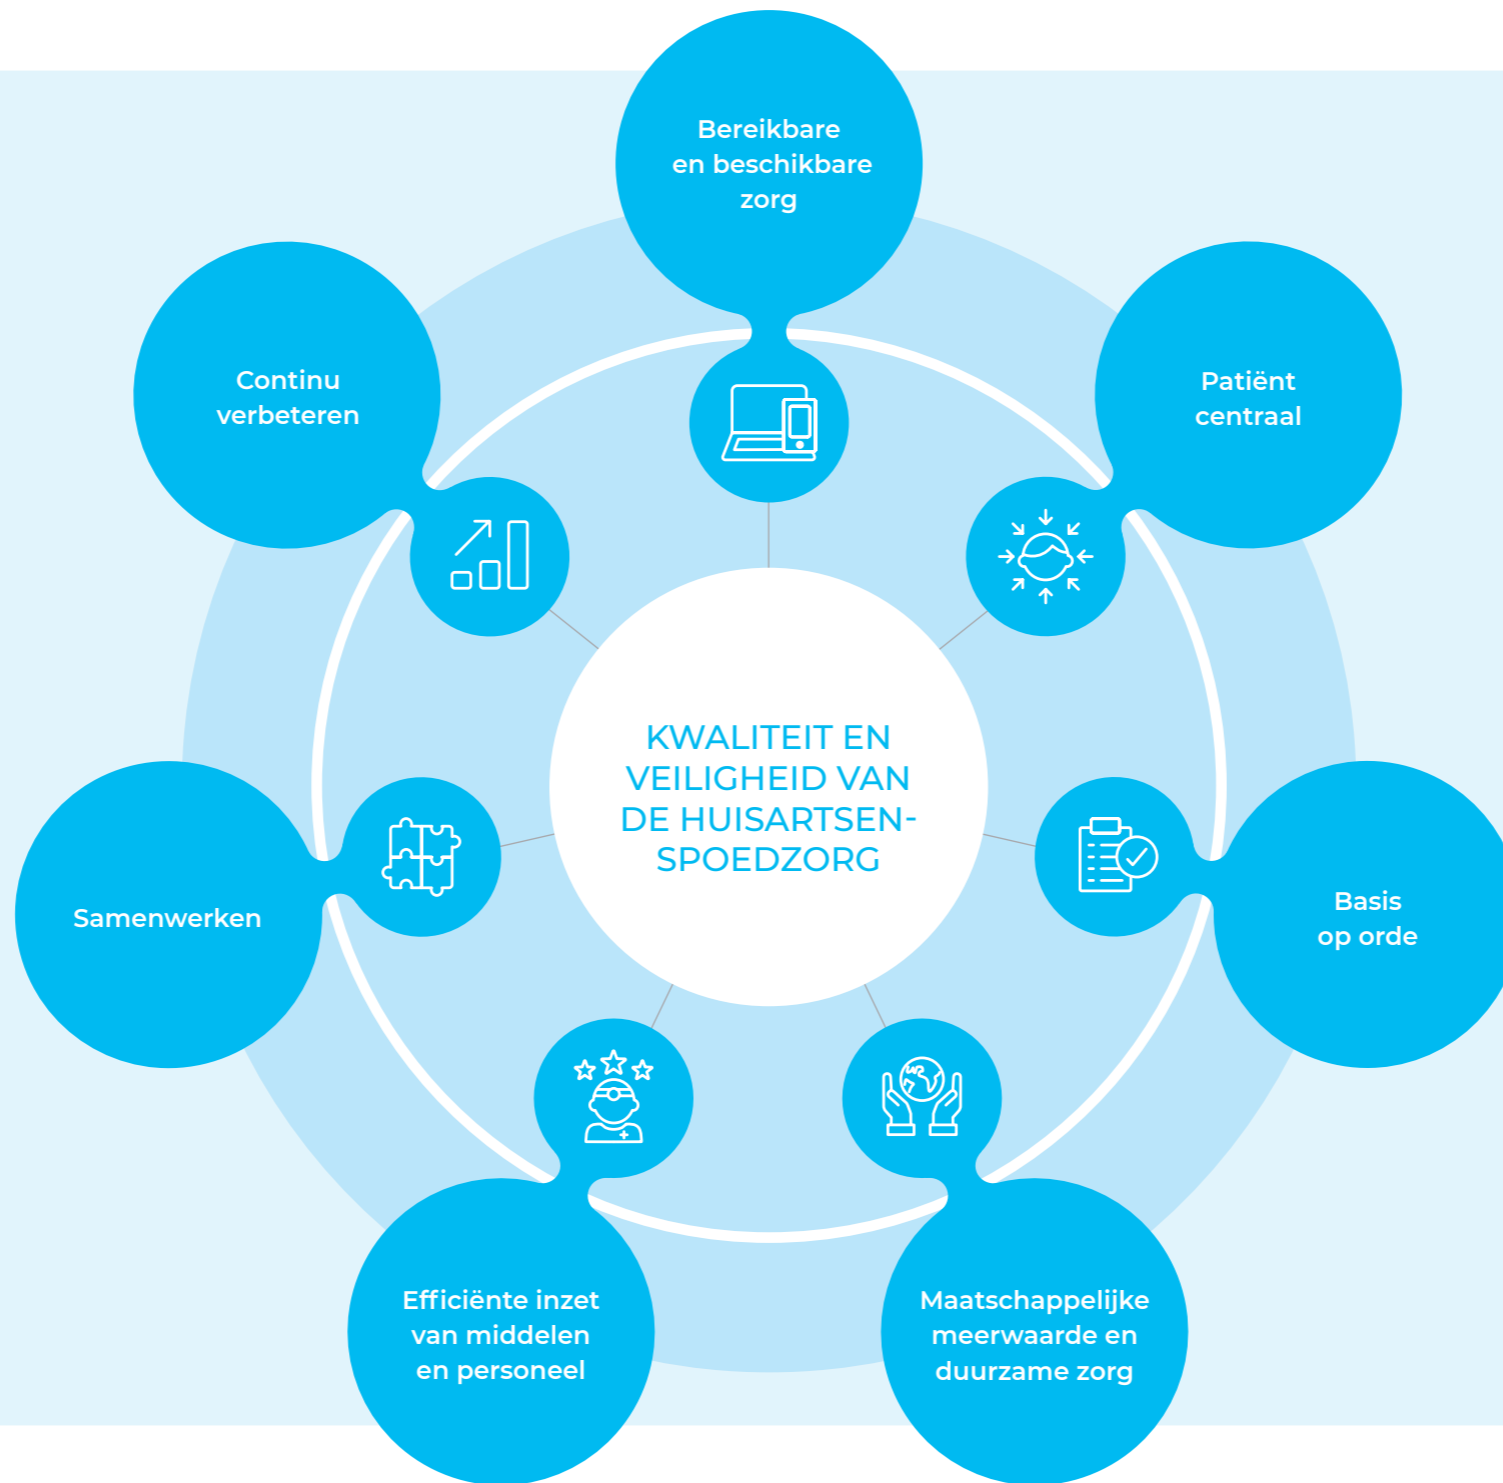 Bereikbare
en beschikbare
zorg
Patiënt
centraal
Basis
op orde
Maatschappelijke
meerwaarde en
duurzame zorg
Efficiënte inzet
van middelen
en personeel
Samenwerken
Continu
verbeteren
KWALITEIT EN
VEILIGHEID VAN
DE HUISARTSEN-
SPOEDZORG